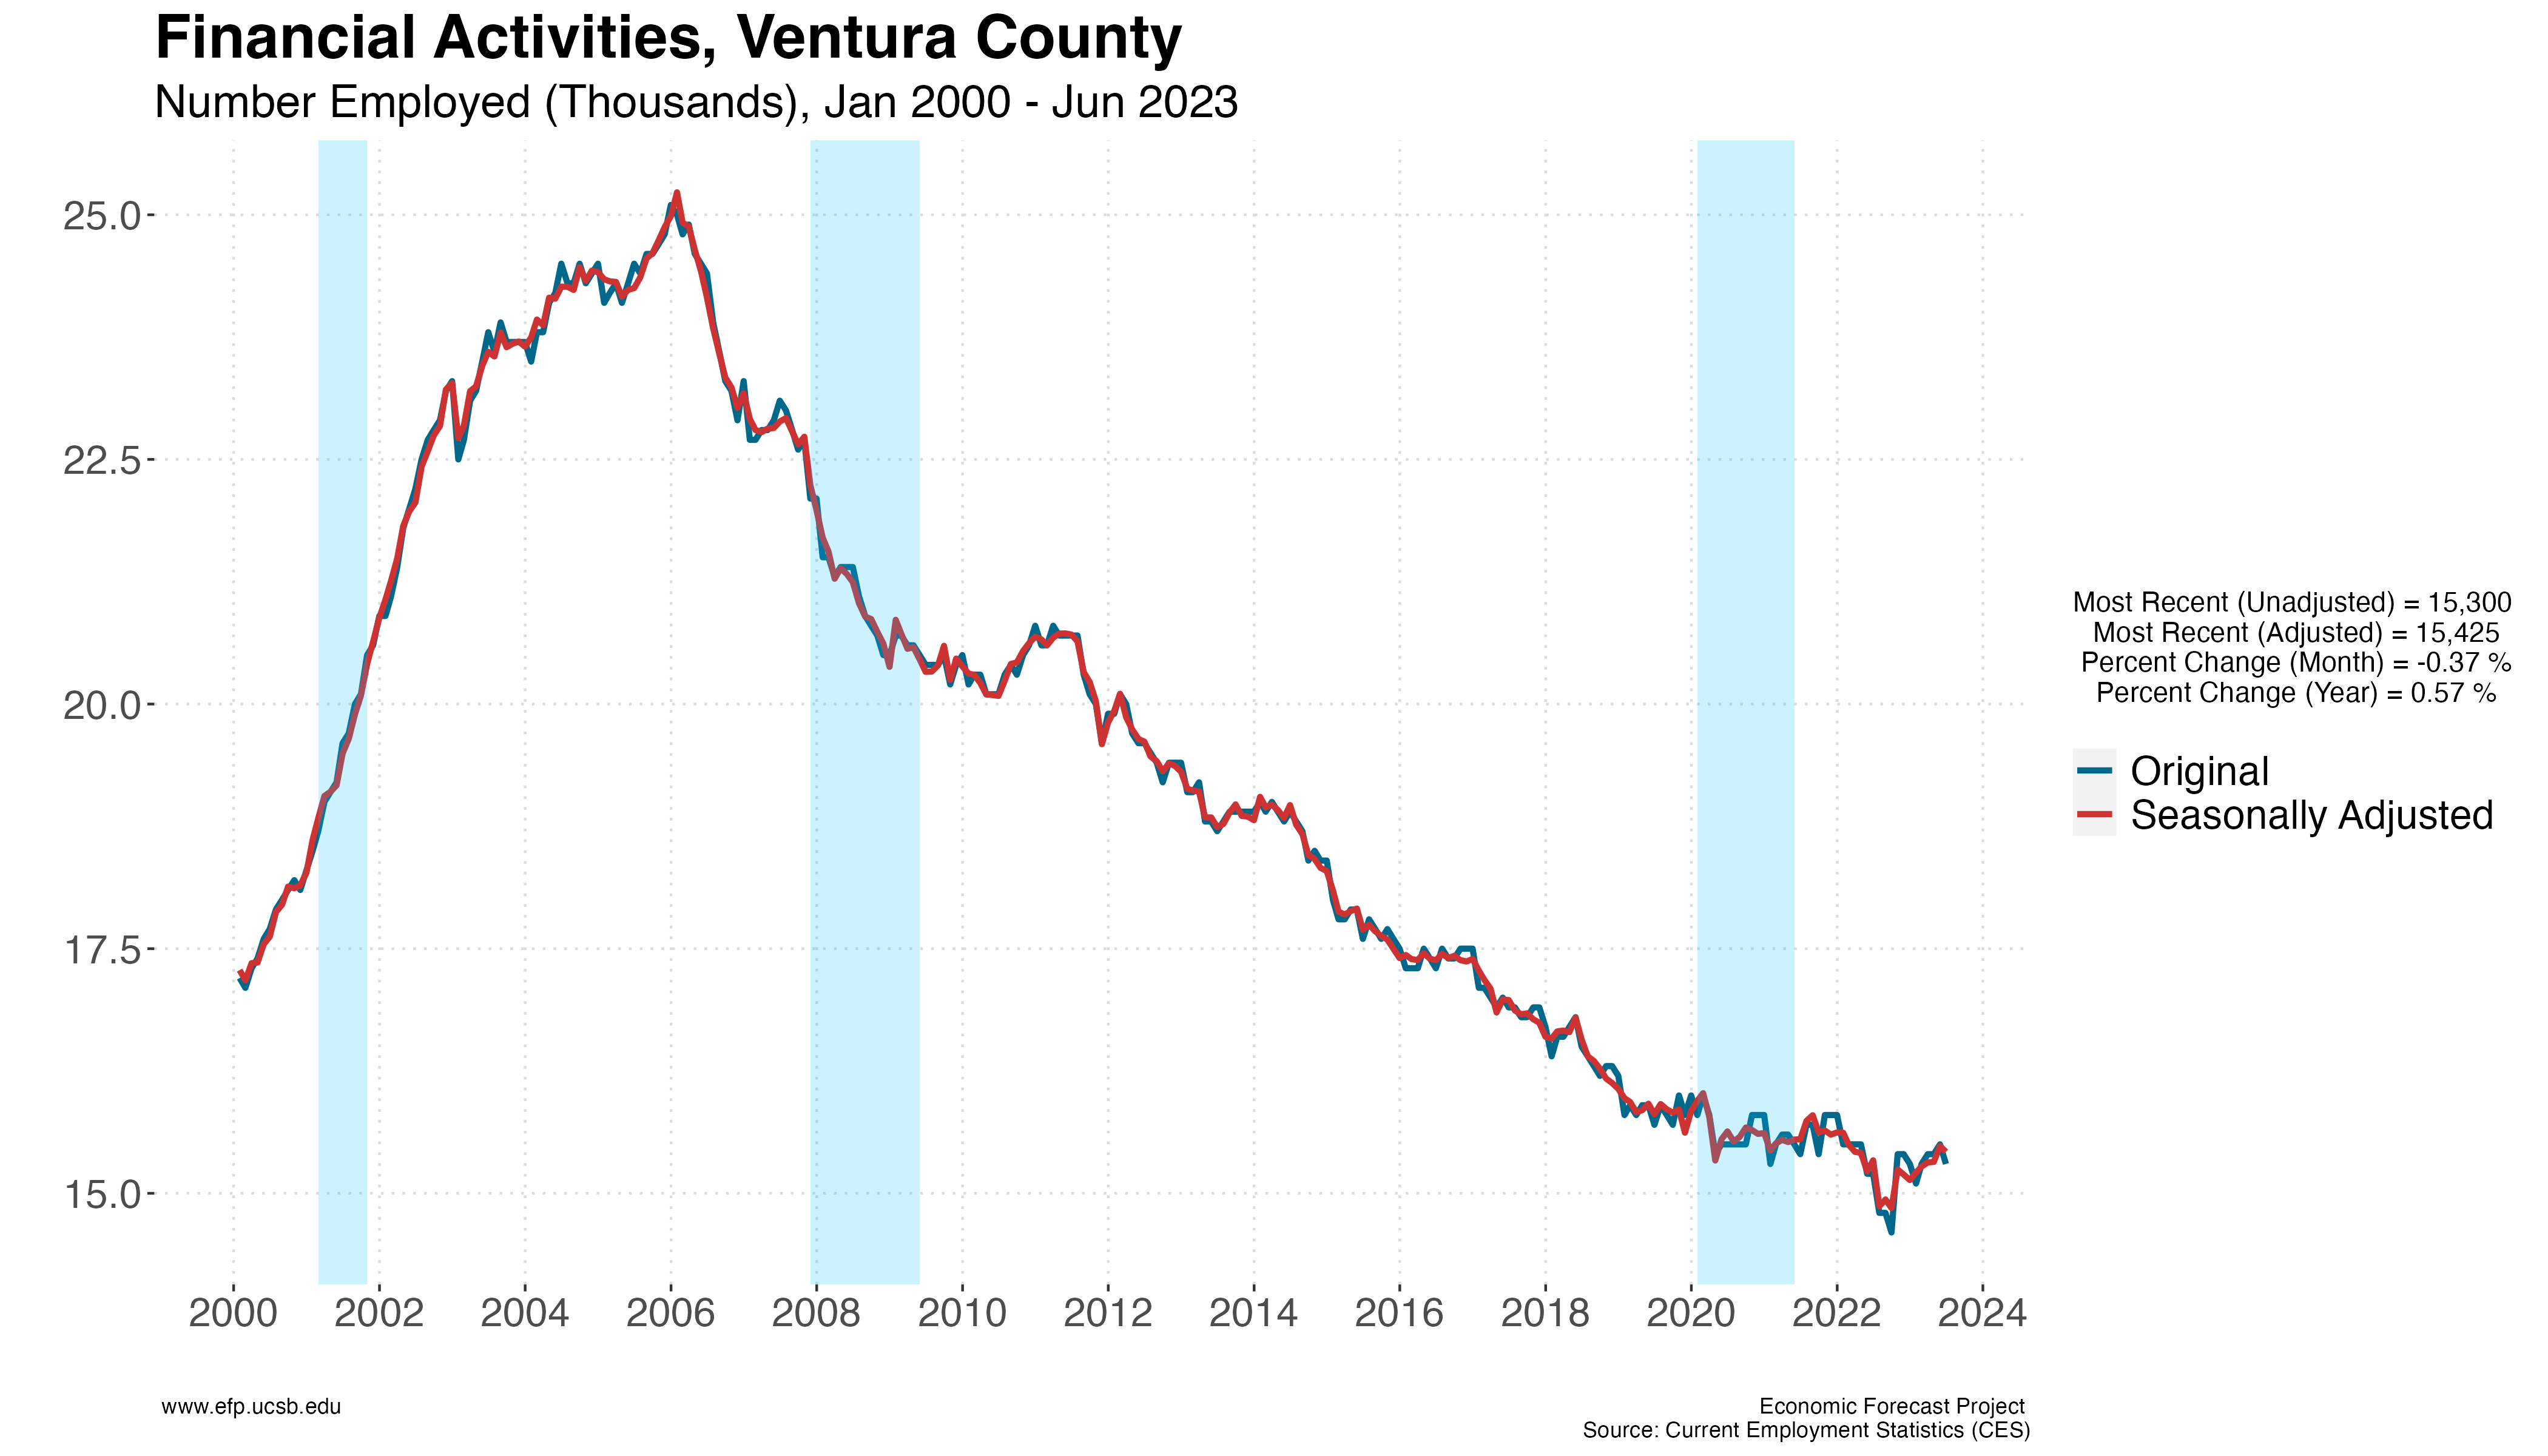 Financial Activities, Ventura County
Number Employed (Thousands), Jan 2000 - Jun 2023
25.0
22.5
20.0
17.5
15.0
2000 2002 2004 2006 2008 2010 2012 2014 2016 2018 2020 2022 2024
Most Recent (Unadjusted) = 15,300
Most Recent (Adjusted) = 15,425
Percent Change (Month) = -0.37 %
Percent Change (Year) = 0.57 %
Original
Seasonally Adjusted
www.efp.ucsb.edu
Economic Forecast Project
Source: Current Employment Statistics (CES)